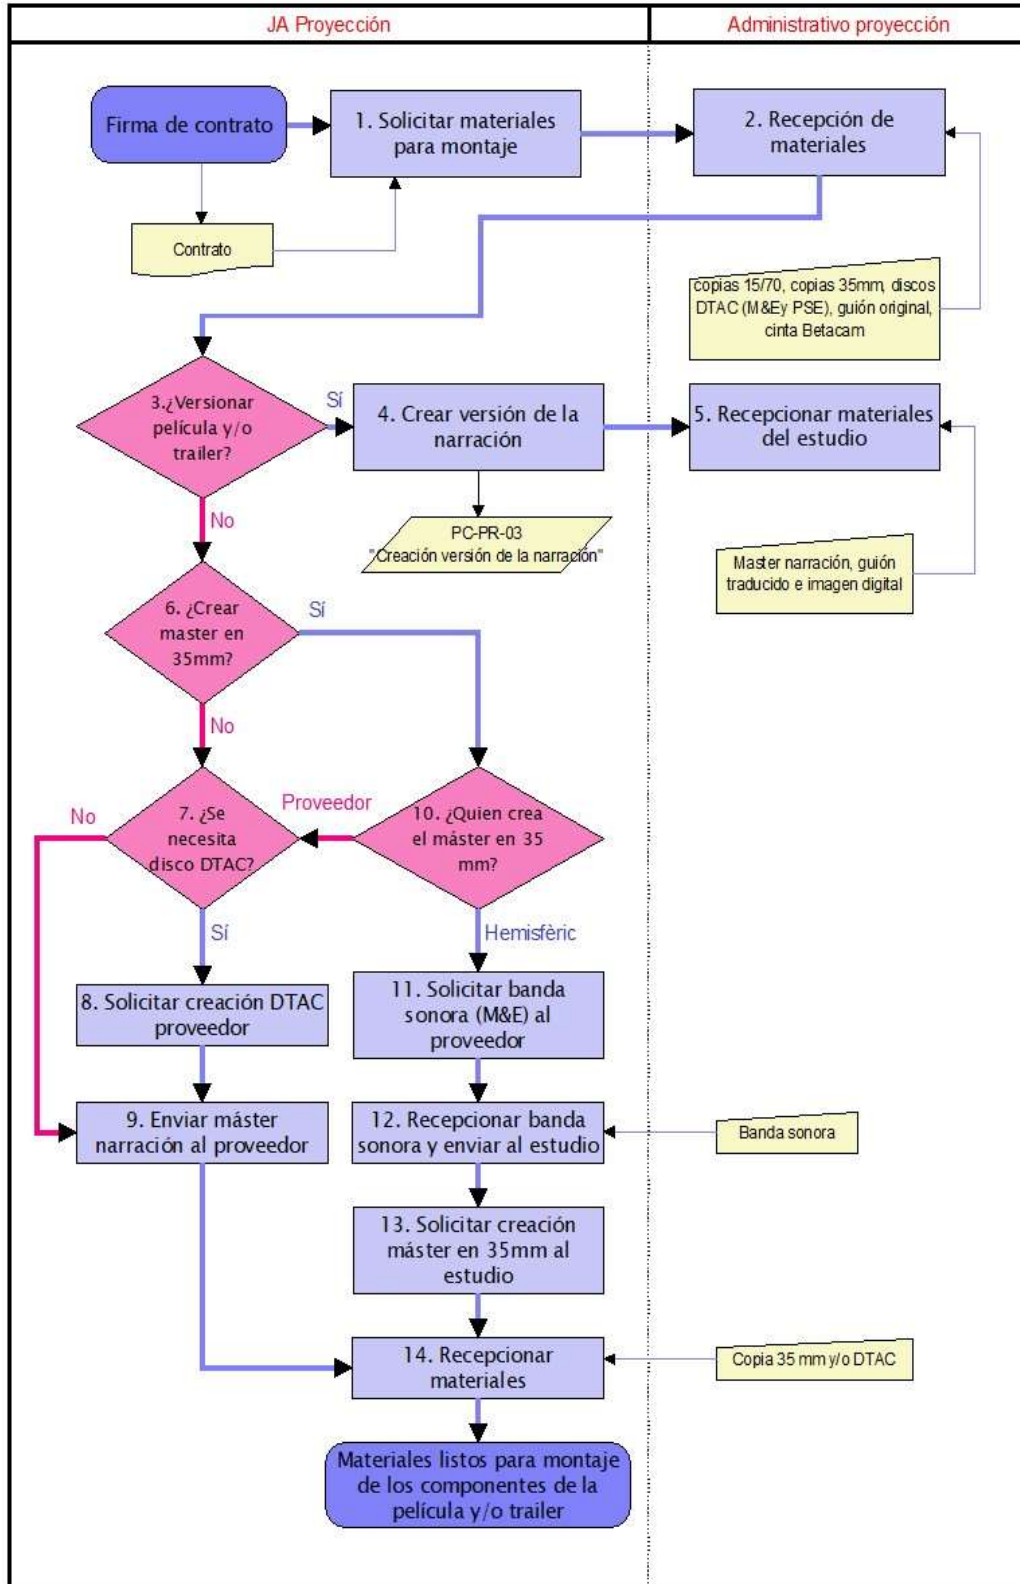 JA Proyección
Administrativo proyección
Firma de contrato
1. Solicitar materiales
para montaje
2. Recepción de
materiales
Contrato
copias 15/70, copias 35mm, discos
DTAC (M&Ey PSE), guión original,
cinta Betacam
3.¿Versionar
película y/o
trailer?
Sí
4. Crear versión de la
narración
5. Recepcionar materiales
del estudio
No
PC-PR-03
"Creación versión de la narración"
Master narración, guión
traducido e imagen digital
6. ¿Crear
master en
35mm?
Sí
No
No
7. ¿Se
necesita
disco DTAC?
Proveedor
10. ¿Quien crea
el máster en 35
mm?
Sí
Hemisfèric
8. Solicitar creación DTAC
proveedor
11. Solicitar banda
sonora (M&E) al
proveedor
9. Enviar máster
narración al proveedor
12. Recepcionar banda
sonora y enviar al estudio
Banda sonora
13. Solicitar creación
máster en 35mm al
estudio
14. Recepcionar
materiales
Copia 35 mm y/o DTAC
Materiales listos para montaje
de los componentes de la
película y/o trailer